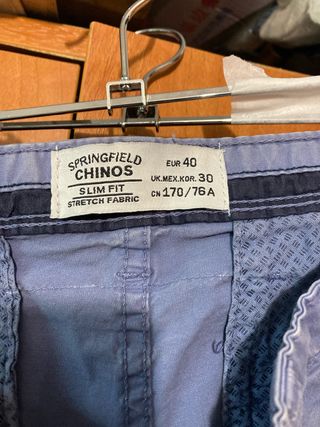 SPRINGFIELD
CHINOS
SLIM FIT
STRETCH FABRIC
EUR 40
UK.MEX.KOR. 30
CN 170/76A